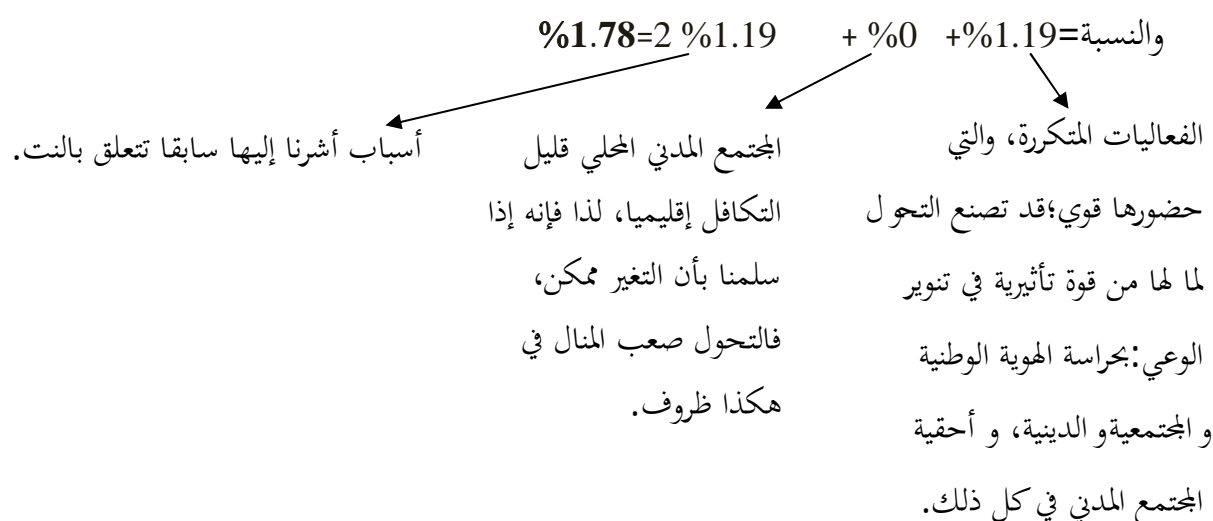 والنسبة=1.19%+ 0% + 1.19% 2=1.78%
الفعاليات المتكررة، والتي
حضورها قوي؛قد تصنع التحو ل
لما لها من قوة تأثيرية في تنوير
الوعي:بحراسة الهوية الوطنية
و المجتمعيةو الدينية، و أحقية
المجتمع المدني في كل ذلك.
المجتمع المدني المحلي قليل
التكافل إقليميا، لذا فإنه إذا
سلمنا بأن التغير ممكن،
فالتحول صعب المنال في
هكذا ظروف.
أسباب أشرنا إليها سابقا تتعلق بالنت.